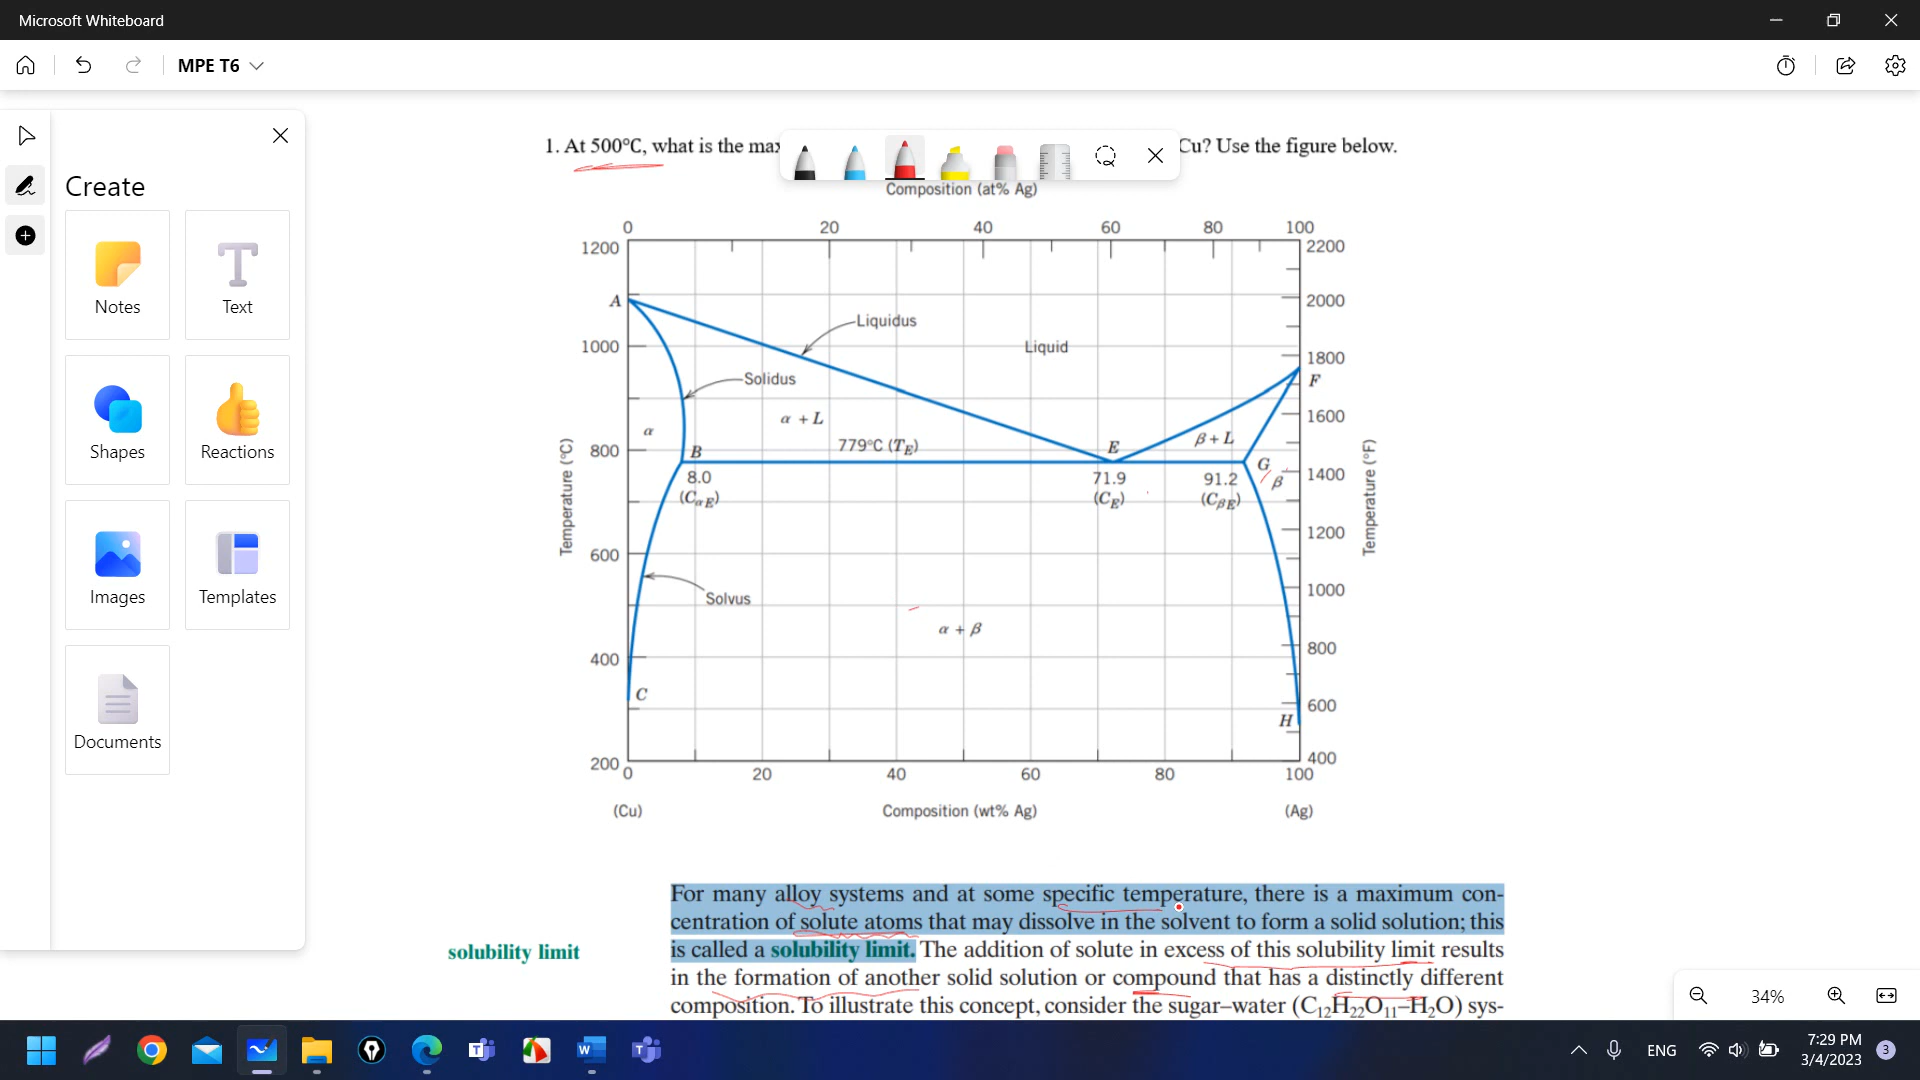 Microsoft Whiteboard
MPE T6
Create
Notes
Text
Shapes
Reactions
Images
Templates
Documents
1. At 500°C, what is the max
Cu? Use the figure below.
Composition (at% Ag)
0 20 40 60 80 100
1200 2200
A 2000
Liquidus
1000 Liquid 1800
Solidus F
α + L 1600
α β + L
800 B 779°C (T_E) E G 1400
8.0 71.9 91.2 β
(C_αE) (C_E) (C_βE)
Temperature (°C)
Temperature (°F)
1200
600
1000
Solvus
α + β
400 800
C
600
H
200 400
0 20 40 60 80 100
(Cu) Composition (wt% Ag) (Ag)
For many alloy systems and at some specific temperature, there is a maximum con-
centration of solute atoms that may dissolve in the solvent to form a solid solution; this
solubility limit
is called a solubility limit. The addition of solute in excess of this solubility limit results
in the formation of another solid solution or compound that has a distinctly different
composition. To illustrate this concept, consider the sugar–water (C₁₂H₂₂O₁₁–H₂O) sys-
34%
ENG
7:29 PM
3/4/2023
3